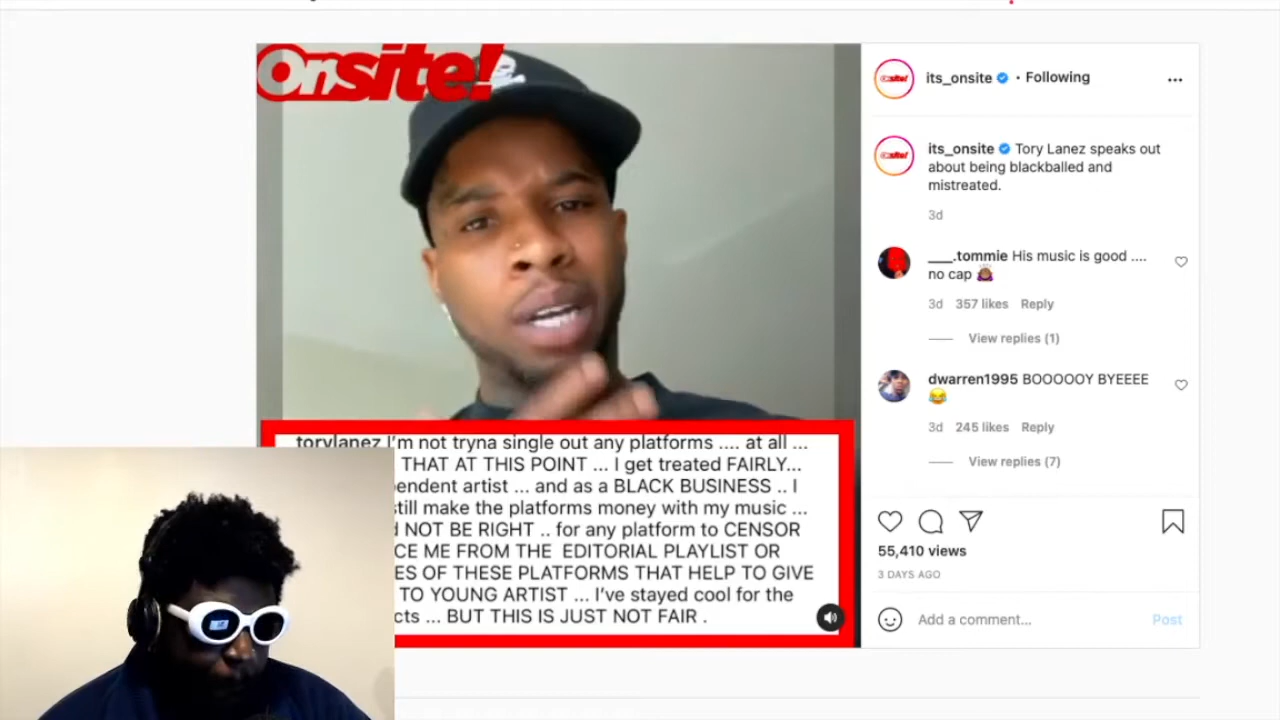 Onsite!
torylanez I'm not tryna single out any platforms .... at all ...
THAT AT THIS POINT ... I get treated FAIRLY...
endent artist ... and as a BLACK BUSINESS .. I
still make the platforms money with my music ...
NOT BE RIGHT .. for any platform to CENSOR
CE ME FROM THE EDITORIAL PLAYLIST OR
ES OF THESE PLATFORMS THAT HELP TO GIVE
TO YOUNG ARTIST ... I've stayed cool for the
cts ... BUT THIS IS JUST NOT FAIR .
its_onsite • Following
its_onsite Tory Lanez speaks out
about being blackballed and
mistreated.
3d
____.tommie His music is good ....
no cap 🙇🏾‍♀️
3d 357 likes Reply
View replies (1)
dwarren1995 BOOOOOY BYEEEE
😂
3d 245 likes Reply
View replies (7)
55,410 views
3 DAYS AGO
Add a comment...
Post